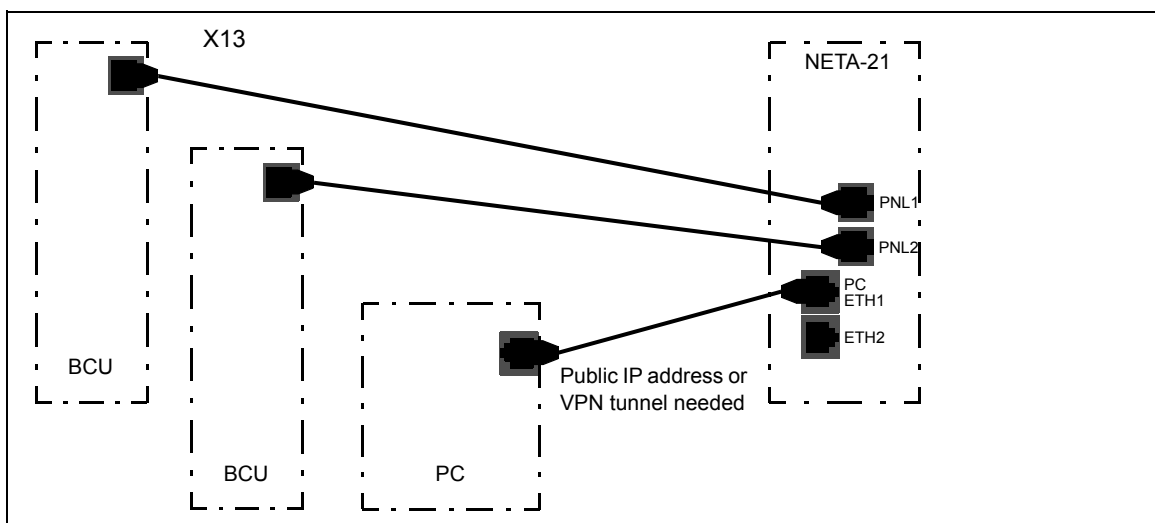 X13
NETA-21
PNL1
PNL2
PC
ETH1
ETH2
BCU
Public IP address or
VPN tunnel needed
BCU
PC